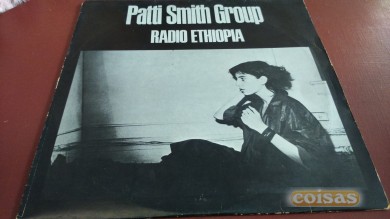 Patti Smith Group
RADIO ETHIOPIA
coisas